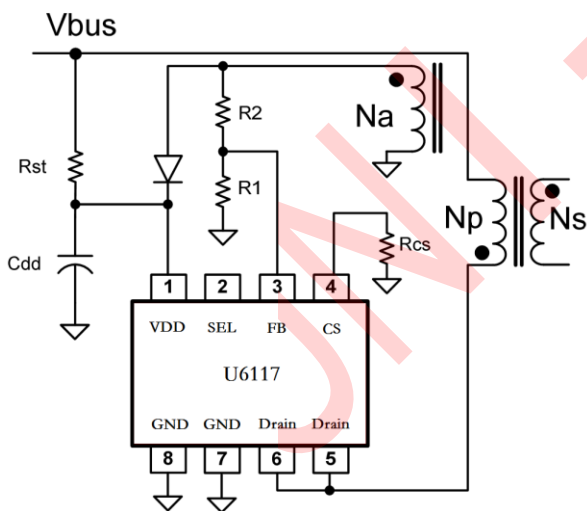 Vbus
R2
Na
Rst
R1
Np
Ns
Rcs
Cdd
1 2 3 4
VDD SEL FB CS
U6117
GND GND Drain Drain
8 7 6 5